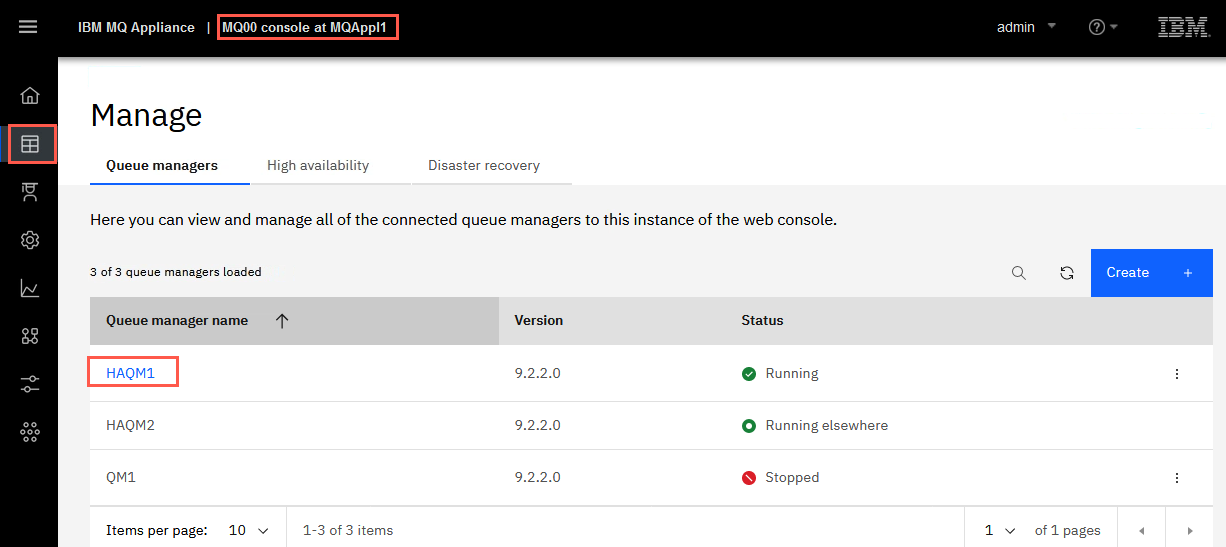 IBM MQ Appliance | MQ00 console at MQAppl1 admin IBM
Manage
Queue managers High availability Disaster recovery
Here you can view and manage all of the connected queue managers to this instance of the web console.
3 of 3 queue managers loaded Create +
Queue manager name Version Status
HAQM1 9.2.2.0 Running
HAQM2 9.2.2.0 Running elsewhere
QM1 9.2.2.0 Stopped
Items per page: 10 1-3 of 3 items 1 of 1 pages